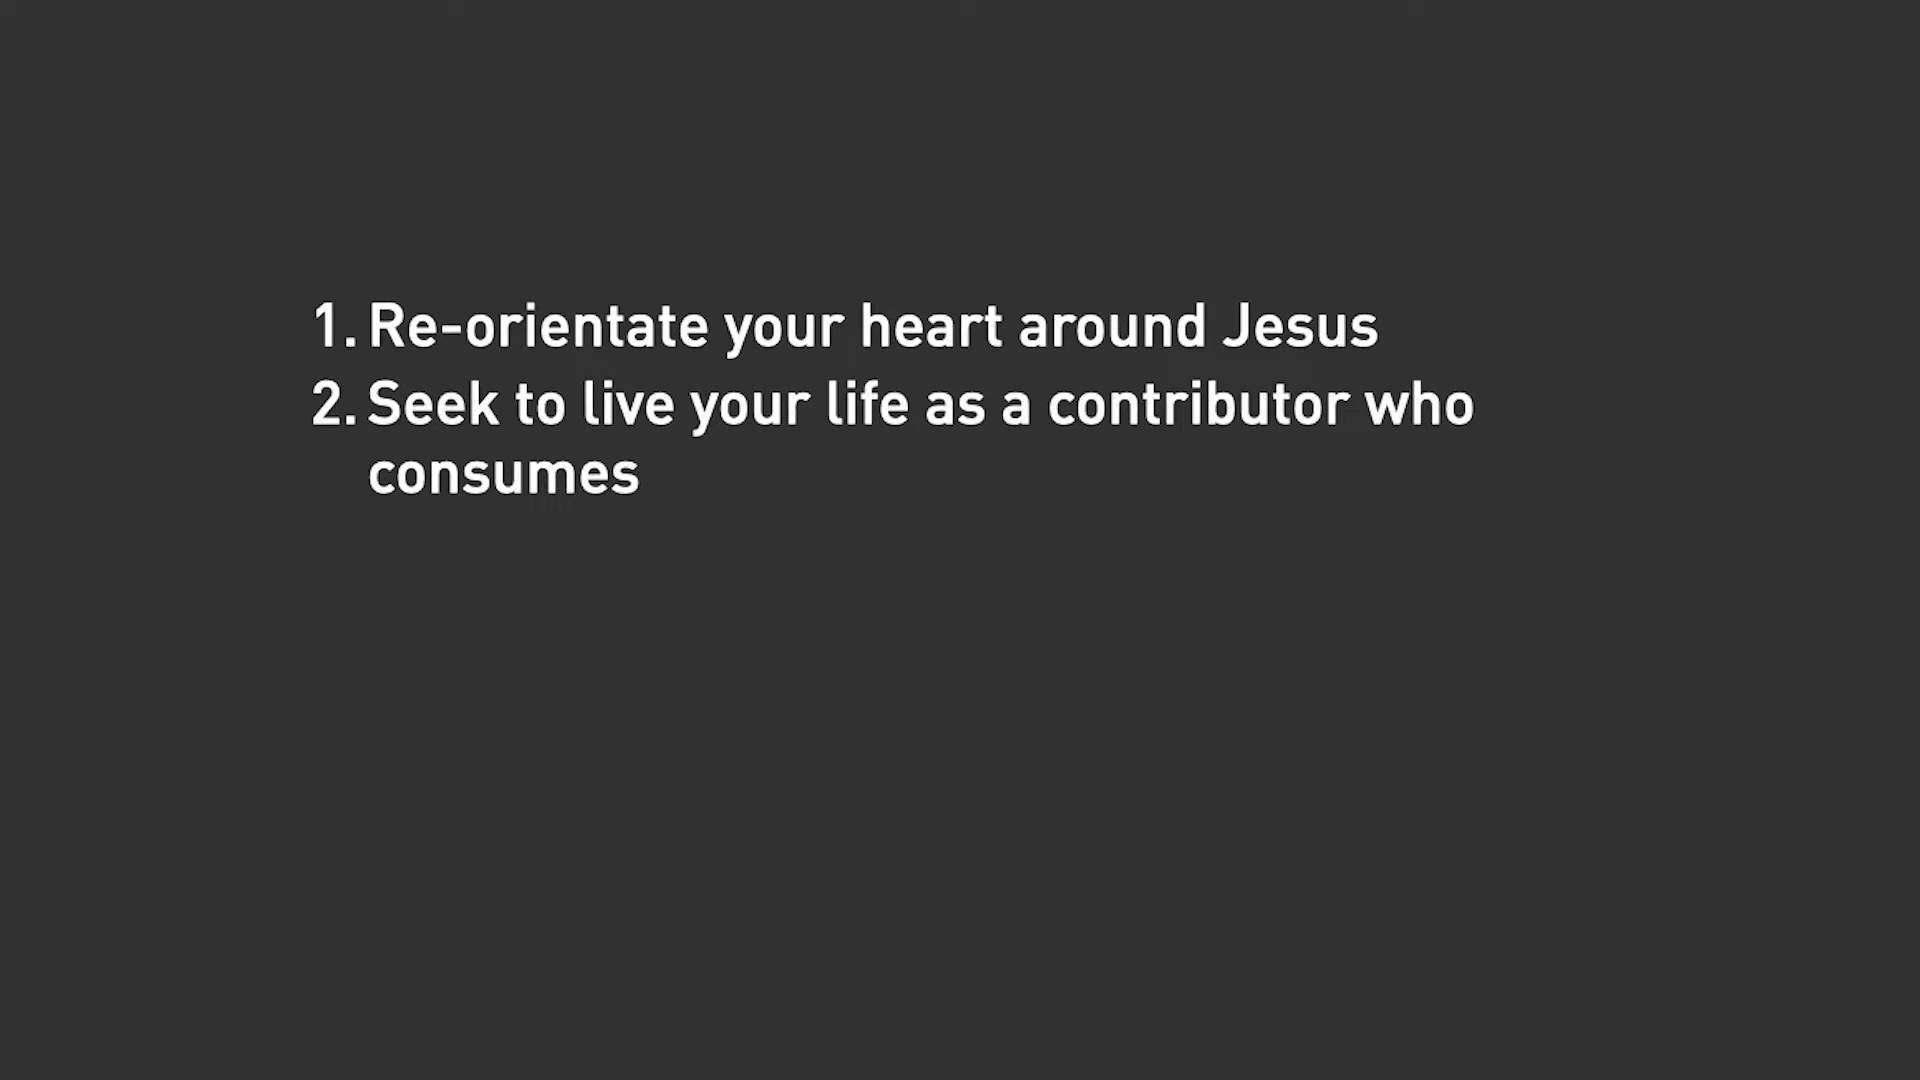 1. Re-orientate your heart around Jesus
2. Seek to live your life as a contributor who
consumes